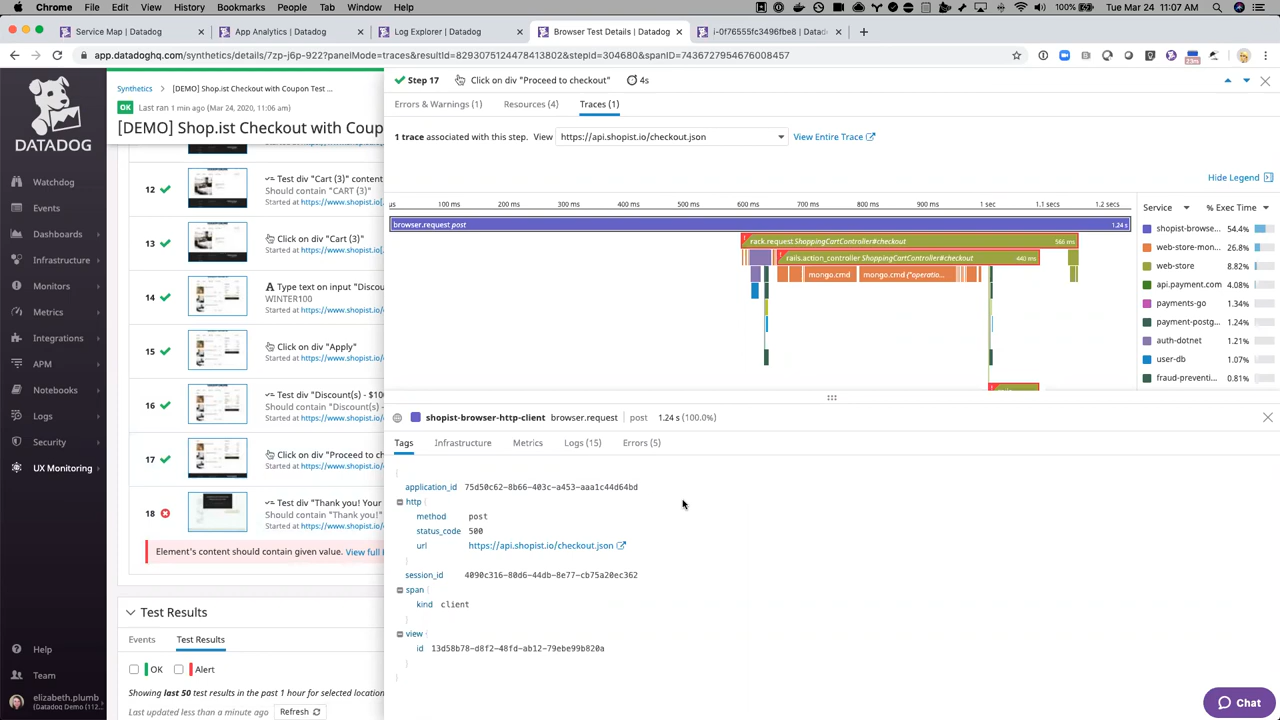 Chrome File Edit View History Bookmarks People Tab Window Help
100% Tue Mar 24 11:07 AM
Service Map | Datadog
App Analytics | Datadog
Log Explorer | Datadog
Browser Test Details | Datadog
i-0f76555fc3496fbe8 | Datad
app.datadoghq.com/synthetics/details/7zp-j6p-922?panelMode=traces&resultId=8293075124478413802&stepId=304680&spanID=7436727954676008457
DATADOG
Watchdog
Events
Dashboards
Infrastructure
Monitors
Metrics
Integrations
APM
Notebooks
Logs
Security
UX Monitoring
Help
Team
elizabeth.plumb
(Datadog Demo (112...
Synthetics > [DEMO] Shop.ist Checkout with Coupon Test ...
OK Last ran 1 min ago (Mar 24, 2020, 11:06 am)
[DEMO] Shop.ist Checkout with Coup
12 Test div "Cart (3)" content
Should contain "CART (3)"
Started at https://www.shopist.io/
13 Click on div "Cart (3)"
Started at https://www.shopist.io/
14 Type text on input "Discou
WINTER100
Started at https://www.shopist.io/
15 Click on div "Apply"
Started at https://www.shopist.io/
16 Test div "Discount(s) - $10
Should contain "Discount(s)
Started at https://www.shopist.io/
17 Click on div "Proceed to ch
Started at https://www.shopist.io/
18 Test div "Thank you! Your
Should contain "Thank you!"
Started at https://www.shopist.io/
Element's content should contain given value. View full
Test Results
Events Test Results
OK Alert
Showing last 50 test results in the past 1 hour for selected location
Last updated less than a minute ago Refresh
Step 17 Click on div "Proceed to checkout" 4s
Errors & Warnings (1) Resources (4) Traces (1)
1 trace associated with this step. View https://api.shopist.io/checkout.json View Entire Trace
Hide Legend
µs 100 ms 200 ms 300 ms 400 ms 500 ms 600 ms 700 ms 800 ms 900 ms 1 sec 1.1 secs
browser.request post 1.24 s
rack.request ShoppingCartController#checkout 566 ms
rails.action_controller ShoppingCartController#checkout 440 ms
mongo.cmd mongo.cmd {"operatio...
Service % Exec Time
shopist-browse... 54.4%
web-store-mon... 26.8%
web-store 8.82%
api.payment.com 4.08%
payments-go 1.34%
payment-postg... 1.24%
auth-dotnet 1.21%
user-db 1.07%
fraud-preventi... 0.81%
shopist-browser-http-client browser.request post 1.24 s (100.0%)
Tags Infrastructure Metrics Logs (15) Errors (5)
{
application_id 75d50c62-8b66-403c-a453-aaa1c44d64bd
http {
method post
status_code 500
url https://api.shopist.io/checkout.json
}
session_id 4090c316-80d6-44db-8e77-cb75a20ec362
span {
kind client
}
view {
id 13d58b78-d8f2-48fd-ab12-79ebe99b820a
}
}
Chat